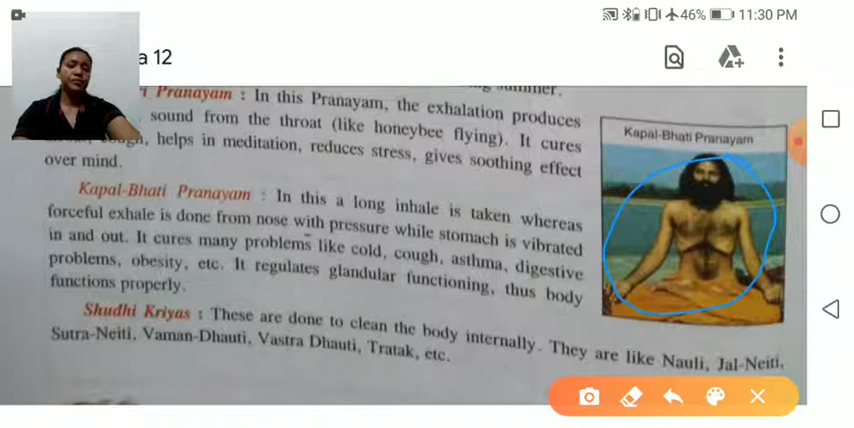 46% 11:30 PM
a 12
summer.
i Pranayam : In this Pranayam, the exhalation produces
sound from the throat (like honeybee flying). It cures
helps in meditation, reduces stress, gives soothing effect
over mind.
Kapal-Bhati Pranayam
Kapal-Bhati Pranayam : In this a long inhale is taken whereas
forceful exhale is done from nose with pressure while stomach is vibrated
in and out. It cures many problems like cold, cough, asthma, digestive
problems, obesity, etc. It regulates glandular functioning, thus body
functions properly.
Shudhi Kriyas : These are done to clean the body internally. They are like Nauli, Jal-Neiti,
Sutra-Neiti, Vaman-Dhauti, Vastra Dhauti, Tratak, etc.